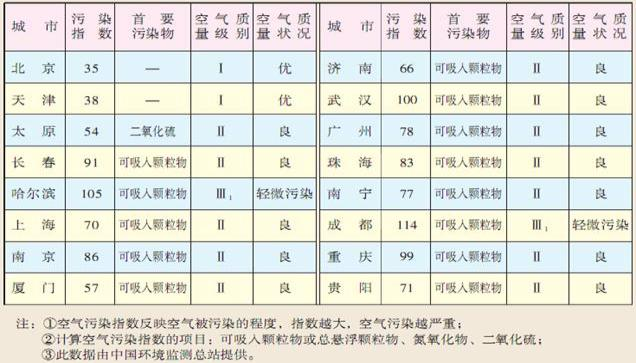 城 市 污染指数 首要污染物 空气质量级别 空气质量状况 城 市 污染指数 首要污染物 空气质量级别 空气质量状况
北 京 35 — Ⅰ 优 济 南 66 可吸入颗粒物 Ⅱ 良
天 津 38 — Ⅰ 优 武 汉 100 可吸入颗粒物 Ⅱ 良
太 原 54 二氧化硫 Ⅱ 良 广 州 78 可吸入颗粒物 Ⅱ 良
长 春 91 可吸入颗粒物 Ⅱ 良 珠 海 83 可吸入颗粒物 Ⅱ 良
哈尔滨 105 可吸入颗粒物 Ⅲ₁ 轻微污染 南 宁 77 可吸入颗粒物 Ⅱ 良
上 海 70 可吸入颗粒物 Ⅱ 良 成 都 114 可吸入颗粒物 Ⅲ₁ 轻微污染
南 京 86 可吸入颗粒物 Ⅱ 良 重 庆 99 可吸入颗粒物 Ⅱ 良
厦 门 57 可吸入颗粒物 Ⅱ 良 贵 阳 71 可吸入颗粒物 Ⅱ 良
注：①空气污染指数反映空气被污染的程度，指数越大，空气污染越严重；
②计算空气污染指数的项目：可吸入颗粒物或总悬浮颗粒物、氮氧化物、二氧化硫；
③此数据由中国环境监测总站提供。